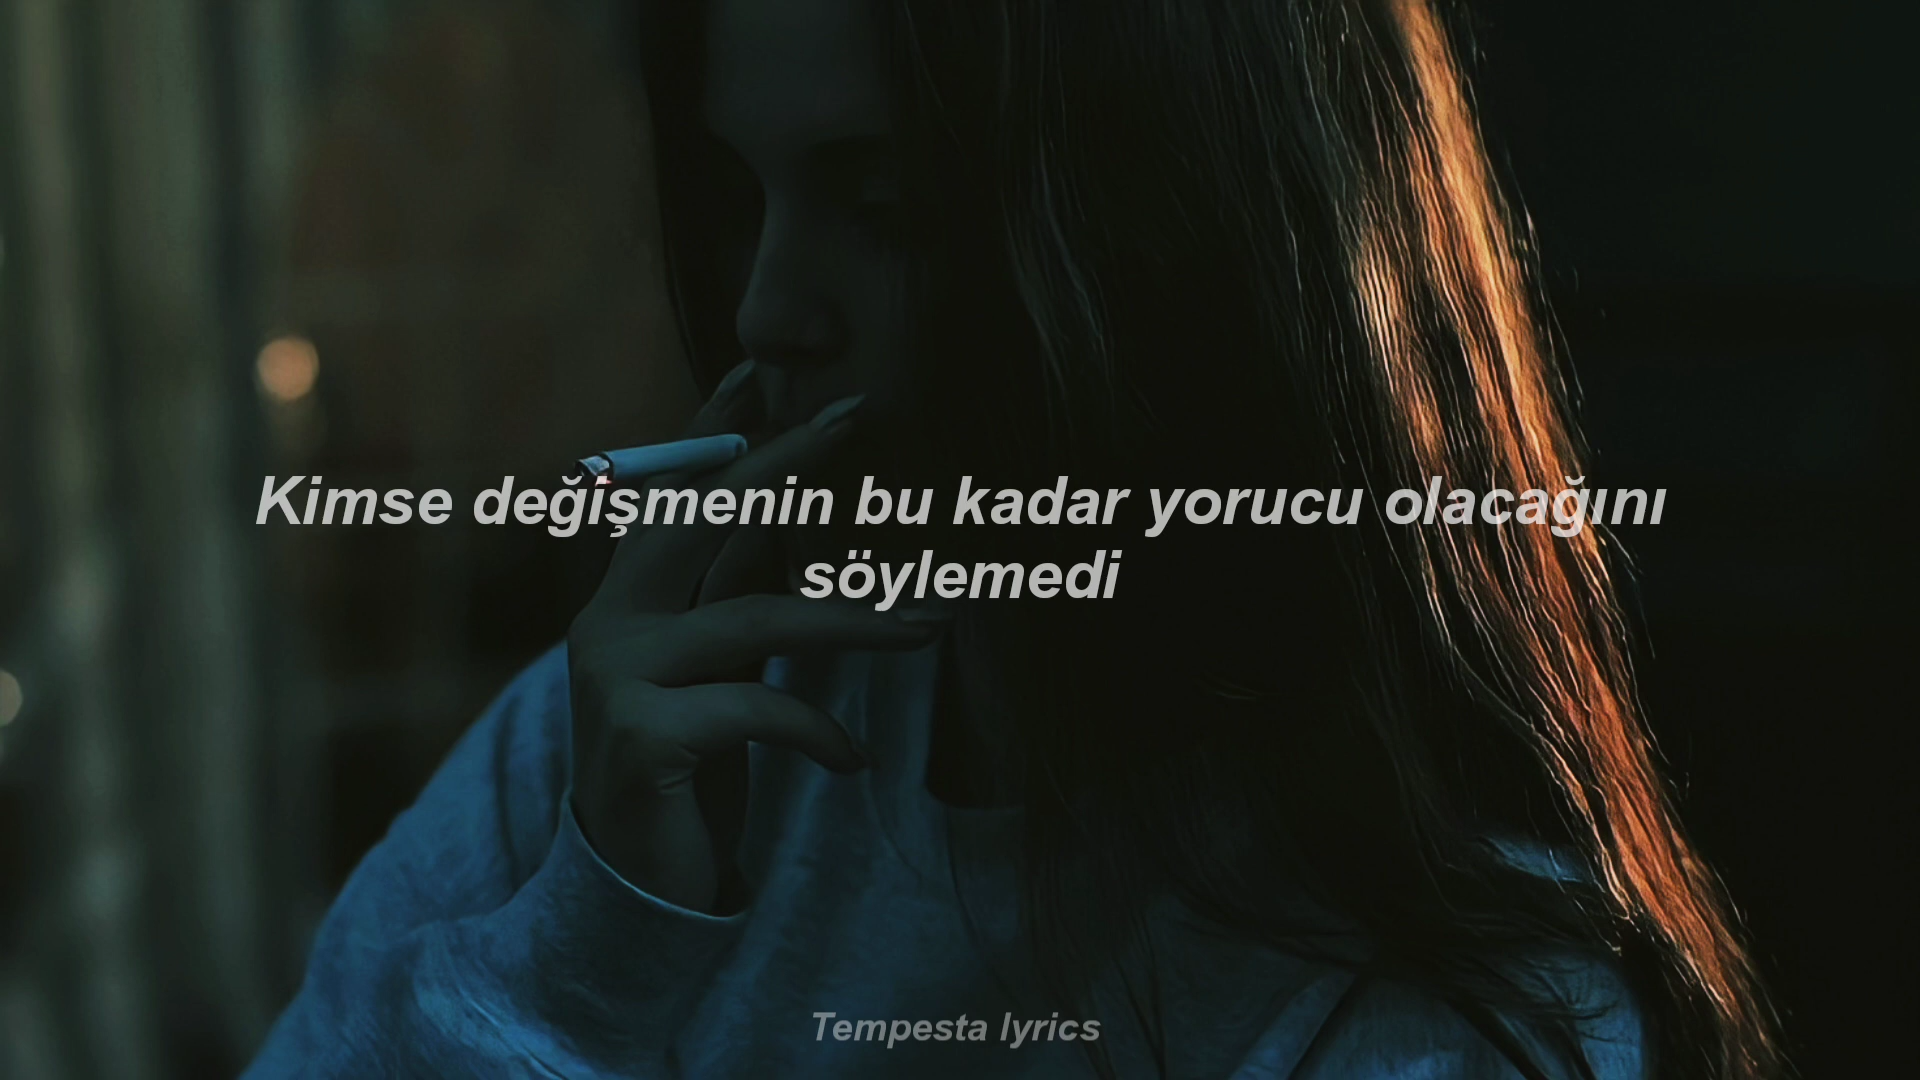 Kimse değişmenin bu kadar yorucu olacağını
söylemedi
Tempesta lyrics